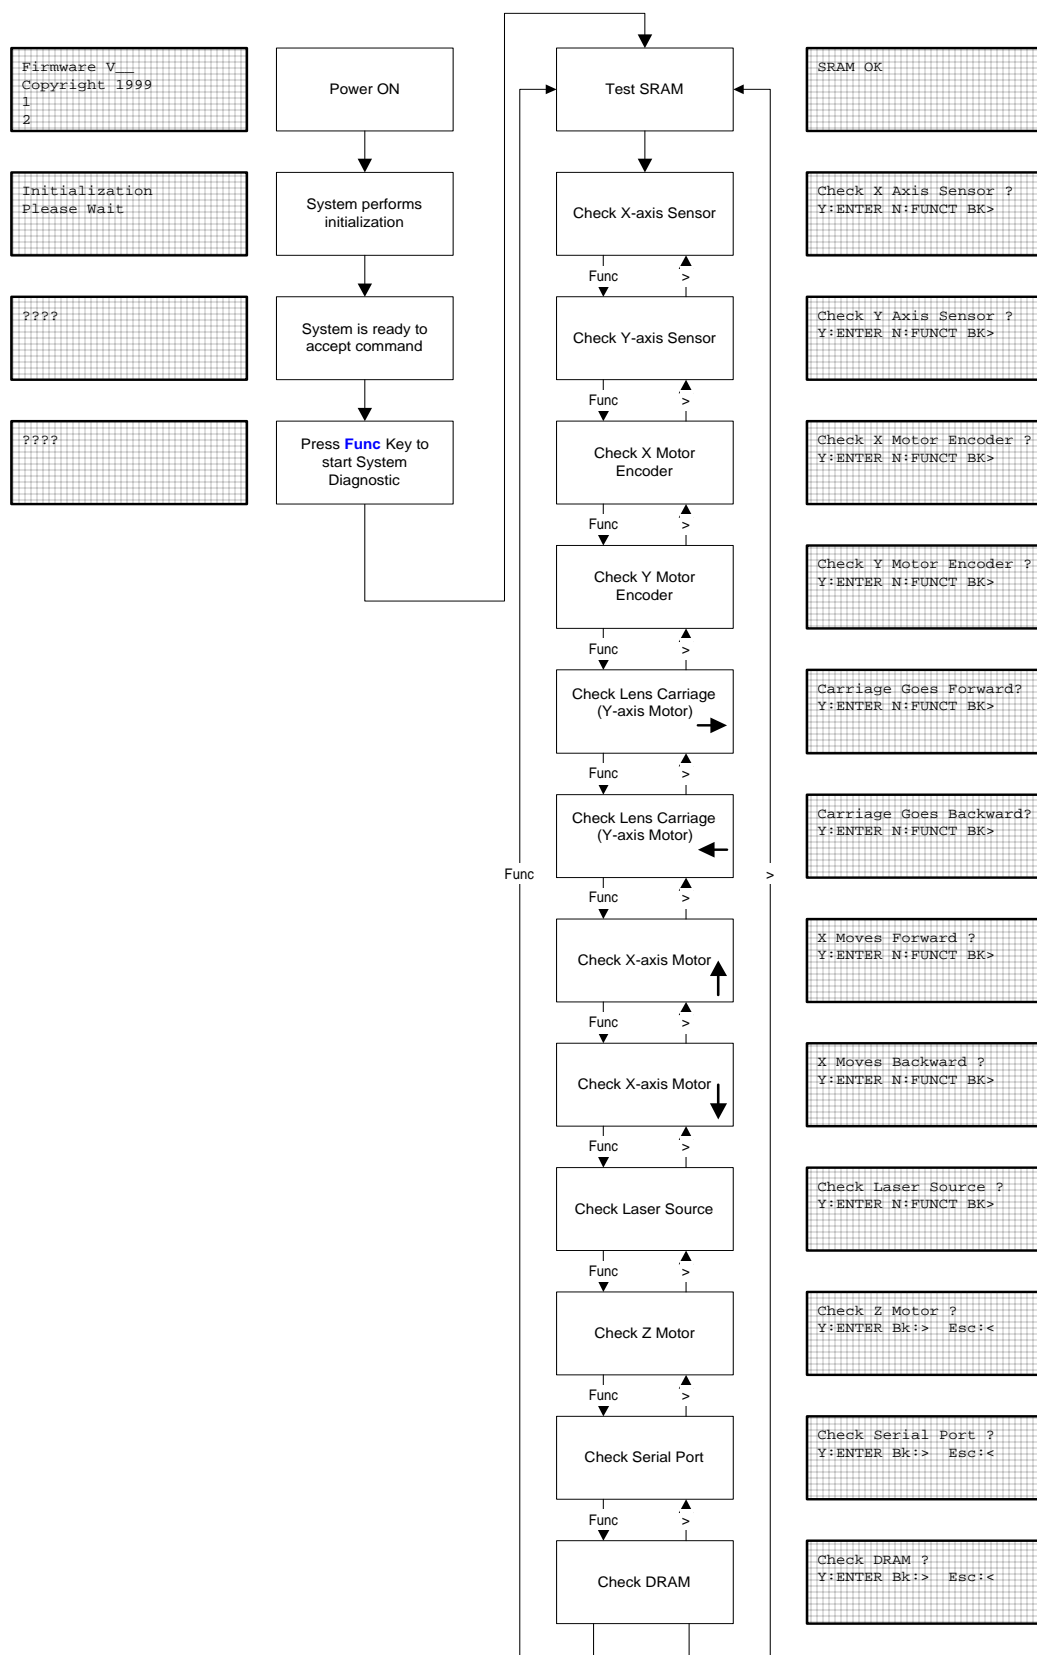 Firmware V__
Copyright 1999
1
2
Power ON
Test SRAM
SRAM OK
Initialization
Please Wait
System performs
initialization
Check X-axis Sensor
Check X Axis Sensor ?
Y:ENTER N:FUNCT BK>
Func
>
????
System is ready to
accept command
Check Y-axis Sensor
Check Y Axis Sensor ?
Y:ENTER N:FUNCT BK>
Func
>
????
Press Func Key to
start System
Diagnostic
Check X Motor
Encoder
Check X Motor Encoder ?
Y:ENTER N:FUNCT BK>
Func
>
Check Y Motor
Encoder
Check Y Motor Encoder ?
Y:ENTER N:FUNCT BK>
Func
>
Check Lens Carriage
(Y-axis Motor)
Carriage Goes Forward?
Y:ENTER N:FUNCT BK>
Func
>
Check Lens Carriage
(Y-axis Motor)
Carriage Goes Backward?
Y:ENTER N:FUNCT BK>
Func
>
Func
>
Check X-axis Motor
X Moves Forward ?
Y:ENTER N:FUNCT BK>
Func
>
Check X-axis Motor
X Moves Backward ?
Y:ENTER N:FUNCT BK>
Func
>
Check Laser Source
Check Laser Source ?
Y:ENTER N:FUNCT BK>
Func
>
Check Z Motor
Check Z Motor ?
Y:ENTER Bk:>  Esc:<
Func
>
Check Serial Port
Check Serial Port ?
Y:ENTER Bk:>  Esc:<
Func
>
Check DRAM
Check DRAM ?
Y:ENTER Bk:>  Esc:<